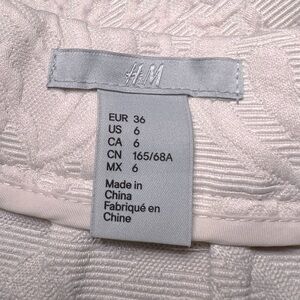 H&M
EUR 36
US 6
CA 6
CN 165/68A
MX 6
Made in
China
Fabriqué en
Chine